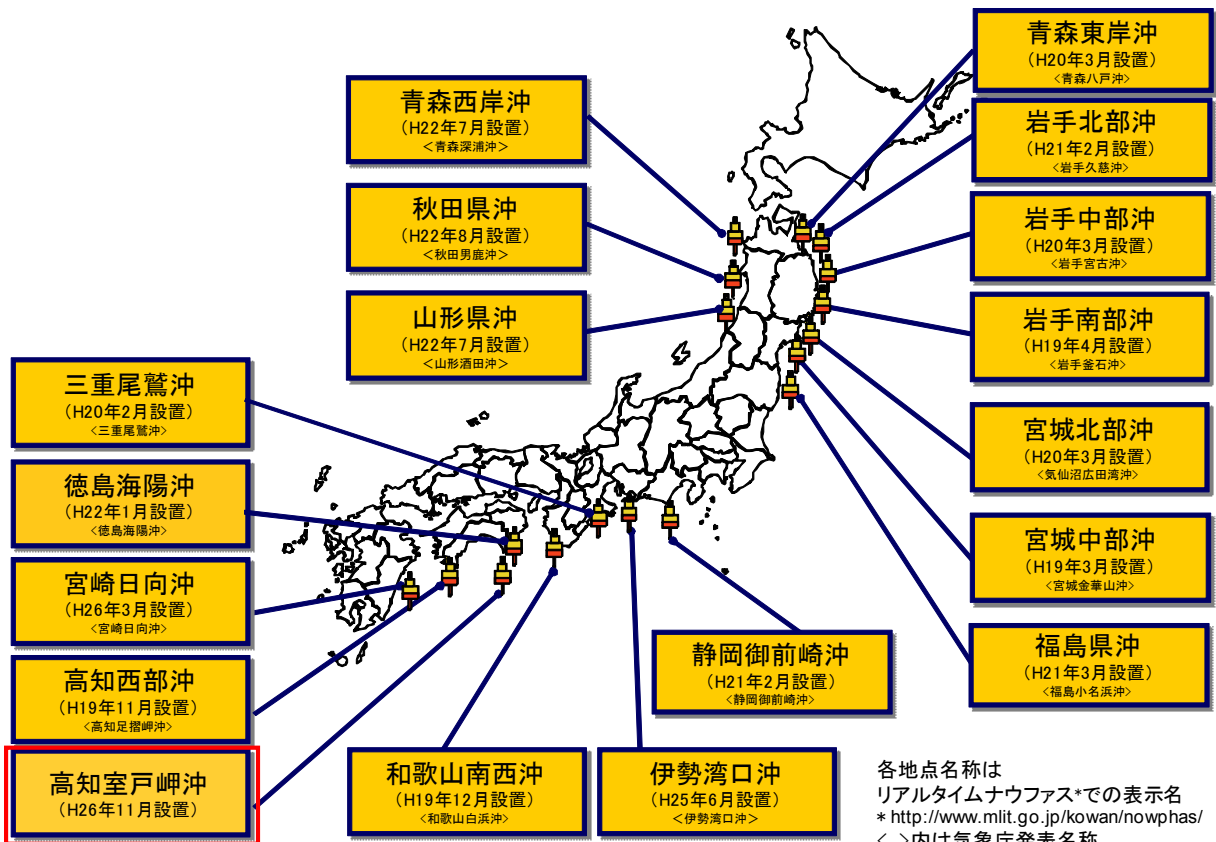 青森東岸沖
(H20年3月設置)
<青森八戸沖>
青森西岸沖
(H22年7月設置)
<青森深浦沖>
岩手北部沖
(H21年2月設置)
<岩手久慈沖>
秋田県沖
(H22年8月設置)
<秋田男鹿沖>
岩手中部沖
(H20年3月設置)
<岩手宮古沖>
山形県沖
(H22年7月設置)
<山形酒田沖>
岩手南部沖
(H19年4月設置)
<岩手釜石沖>
三重尾鷲沖
(H20年2月設置)
<三重尾鷲沖>
宮城北部沖
(H20年3月設置)
<気仙沼広田湾沖>
徳島海陽沖
(H22年1月設置)
<徳島海陽沖>
宮城中部沖
(H19年3月設置)
<宮城金華山沖>
宮崎日向沖
(H26年3月設置)
<宮崎日向沖>
福島県沖
(H21年3月設置)
<福島小名浜沖>
静岡御前崎沖
(H21年2月設置)
<静岡御前崎沖>
高知西部沖
(H19年11月設置)
<高知足摺岬沖>
高知室戸岬沖
(H26年11月設置)
和歌山南西沖
(H19年12月設置)
<和歌山白浜沖>
伊勢湾口沖
(H25年6月設置)
<伊勢湾口沖>
各地点名称は
リアルタイムナウファス*での表示名
* http://www.mlit.go.jp/kowan/nowphas/
< >内は気象庁発表名称